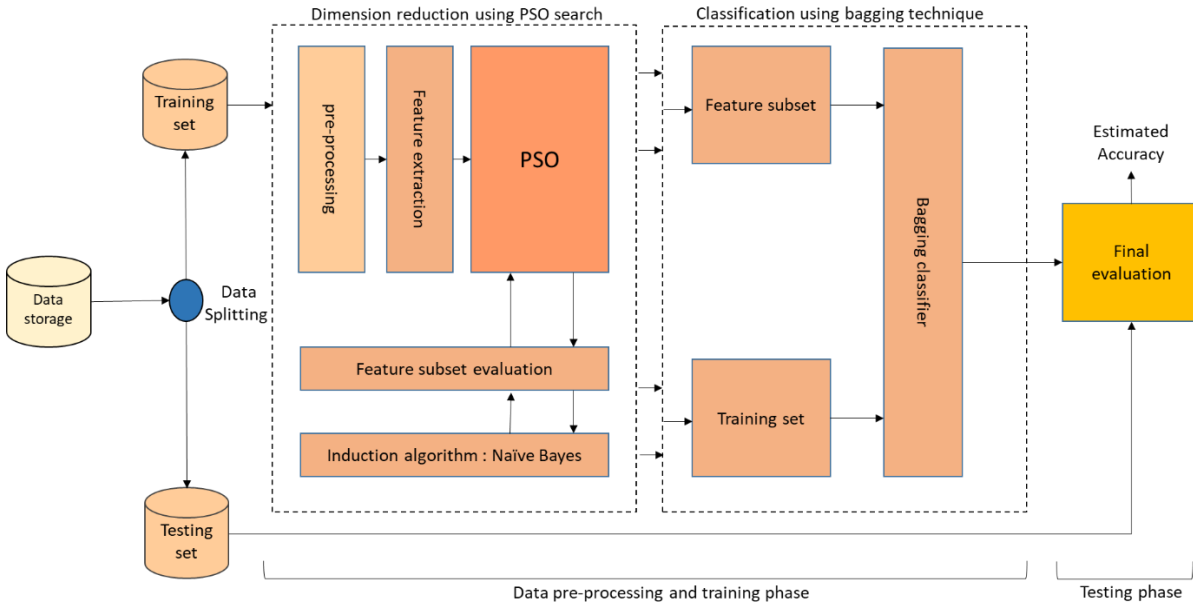 Dimension reduction using PSO search
Classification using bagging technique
Training
set
pre-processing
Feature extraction
PSO
Feature subset
Bagging classifier
Estimated
Accuracy
Final
evaluation
Data
storage
Data
Splitting
Feature subset evaluation
Induction algorithm : Naïve Bayes
Training set
Testing
set
Data pre-processing and training phase
Testing phase